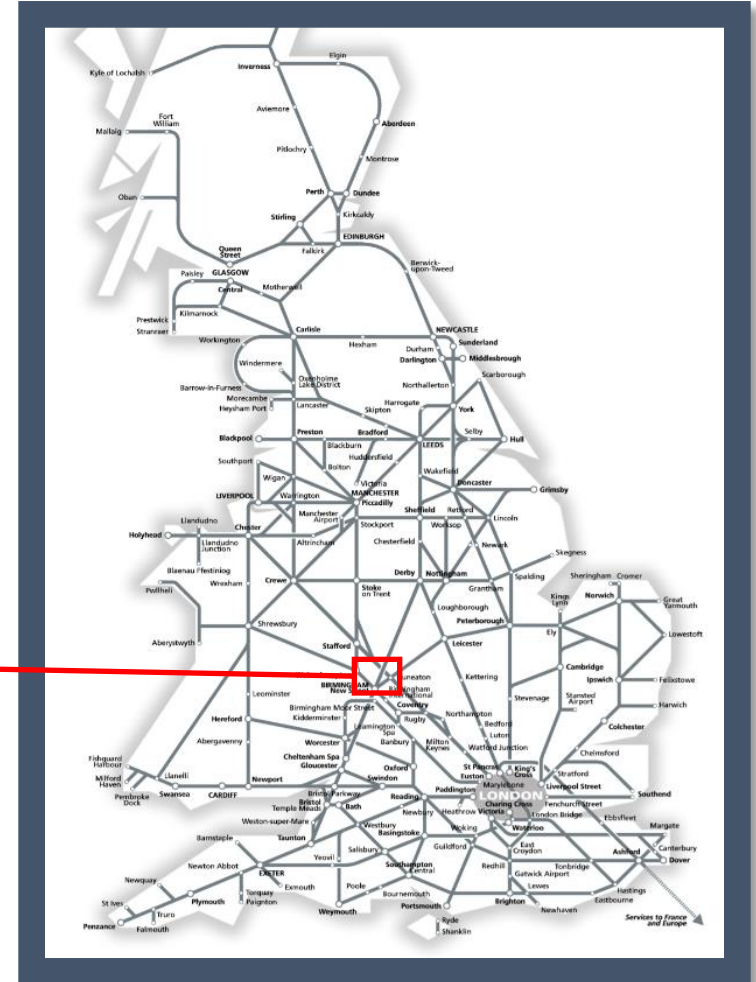 Elgin
Inverness
Kyle of Lochalsh
Aviemore
Fort
William
Mallaig
Aberdeen
Pitlochry
Montrose
Perth
Dundee
Oban
Stirling
Kirkcaldy
EDINBURGH
Queen
Street
Falkirk
Berwick-
upon-Tweed
Paisley
GLASGOW
Central
Motherwell
Prestwick
Kilmarnock
Stranraer
Carlisle
NEWCASTLE
Workington
Hexham
Sunderland
Durham
Darlington
Middlesbrough
Windermere
Scarborough
Oxenholme
Lake District
Barrow-in-Furness
Northallerton
Morecambe
Lancaster
Harrogate
York
Heysham Port
Skipton
Blackpool
Preston
Bradford
Selby
Hull
Blackburn
LEEDS
Huddersfield
Southport
Bolton
Wakefield
Wigan
Victoria
Doncaster
Grimsby
LIVERPOOL
Warrington
MANCHESTER
Piccadilly
Manchester
Airport
Sheffield
Retford
Llandudno
Stockport
Worksop
Lincoln
Holyhead
Chester
Llandudno
Junction
Altrincham
Chesterfield
Newark
Skegness
Blaenau Ffestiniog
Derby
Nottingham
Pwllheli
Wrexham
Crewe
Stoke
on Trent
Grantham
Spalding
Sheringham
Cromer
Kings
Lynn
Norwich
Great
Yarmouth
Loughborough
Shrewsbury
Peterborough
Ely
Aberystwyth
Stafford
Leicester
Lowestoft
Cambridge
Nuneaton
Kettering
Ipswich
Felixstowe
BIRMINGHAM
New Street
International
Leominster
Stansted
Airport
Stevenage
Harwich
Birmingham Moor Street
Coventry
Northampton
Kidderminster
Rugby
Bedford
Hereford
Leamington
Spa
Colchester
Luton
Worcester
Banbury
Milton
Keynes
Abergavenny
Watford Junction
Chelmsford
Cheltenham Spa
Gloucester
Oxford
St Pancras
King's
Cross
Euston
Stratford
Fishguard
Harbour
Llanelli
Swindon
Marylebone
Liverpool Street
Milford
Haven
Newport
Bristol Parkway
Paddington
LONDON
Southend
Pembroke
Dock
Swansea
CARDIFF
Bristol
Temple Meads
Bath
Reading
Charing Cross
Fenchurch Street
Newbury
Heathrow
Victoria
London Bridge
Ebbsfleet
Weston-super-Mare
Westbury
Waterloo
Margate
Basingstoke
Woking
Barnstaple
Taunton
East
Croydon
Canterbury
Salisbury
Guildford
Ashford
Dover
Yeovil
Newton Abbot
EXETER
Southampton
Central
Redhill
Tonbridge
Gatwick Airport
Newquay
Exmouth
Poole
Lewes
Hastings
Torquay
Paignton
Bournemouth
Eastbourne
St Ives
Plymouth
Weymouth
Portsmouth
Brighton
Newhaven
Truro
Penzance
Falmouth
Ryde
Shanklin
Services to France
and Europe